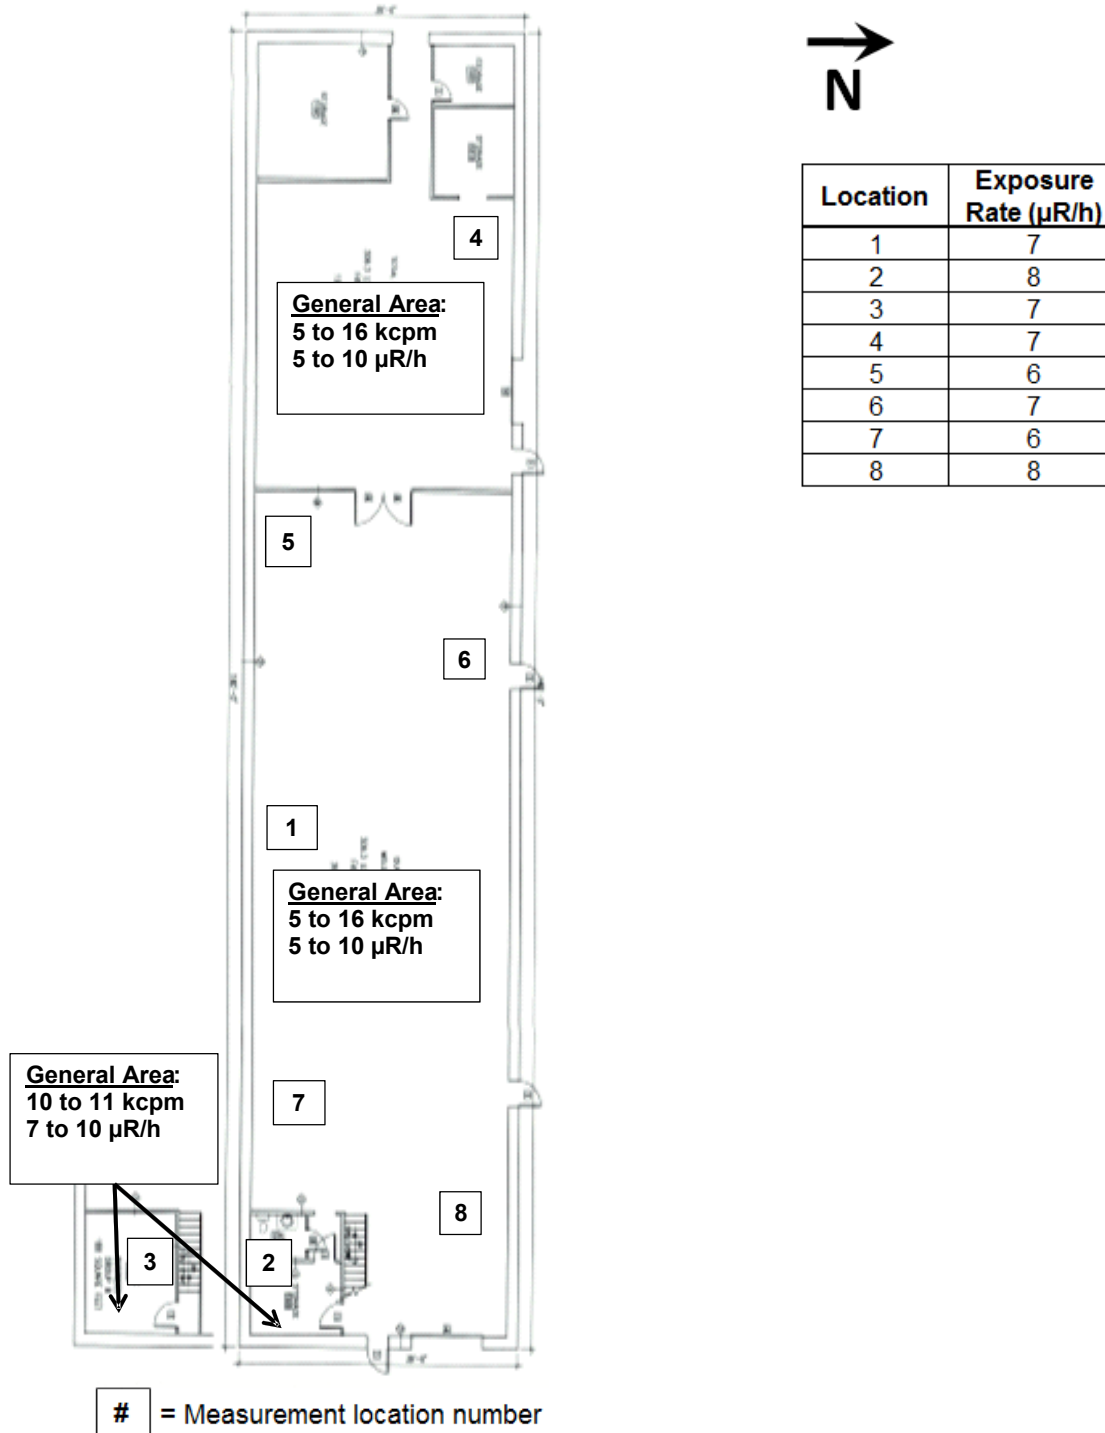 N
Location Exposure Rate (µR/h)
1 7
2 8
3 7
4 7
5 6
6 7
7 6
8 8
4
General Area:
5 to 16 kcpm
5 to 10 µR/h
5
6
1
General Area:
5 to 16 kcpm
5 to 10 µR/h
General Area:
10 to 11 kcpm
7 to 10 µR/h
7
8
3
2
# = Measurement location number